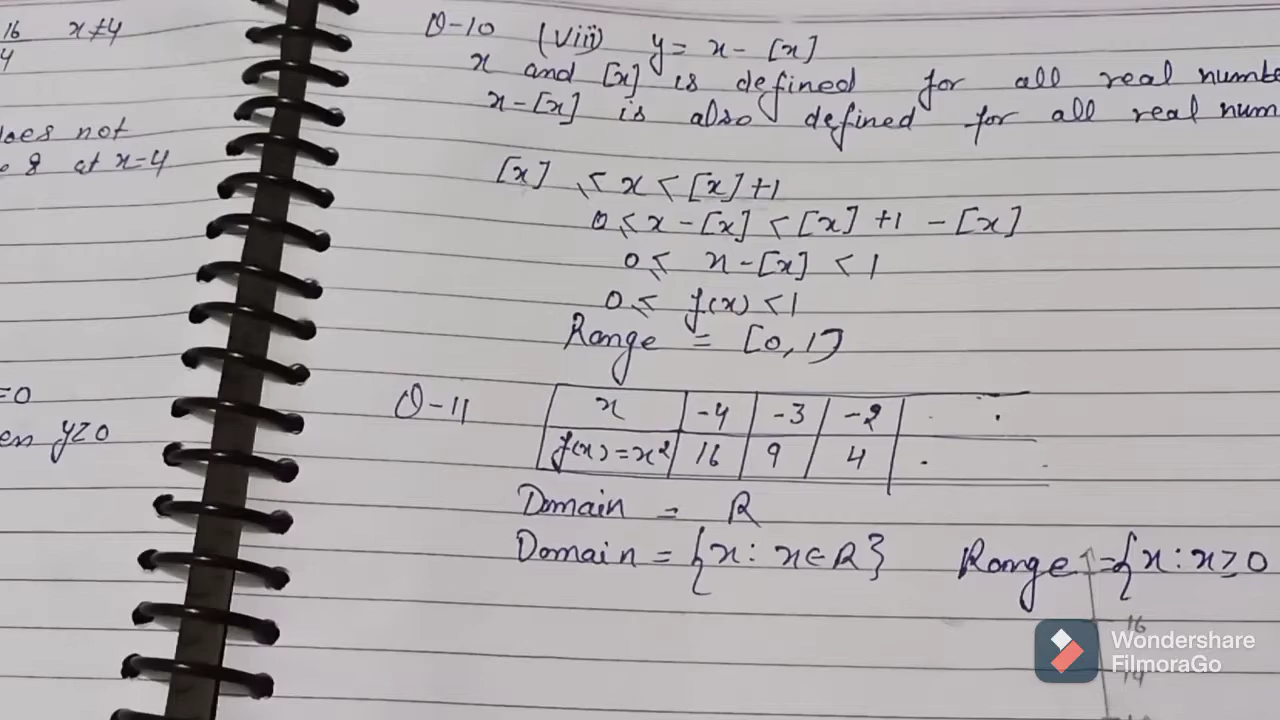 16 x≠4
4
does not
8 at x=4
=0
y≥0
Q-10 (viii) y = x - [x]
x and [x] is defined for all real numbe
x - [x] is also defined for all real num
[x] ≤ x < [x]+1
0 ≤ x - [x] < [x] +1 - [x]
0 ≤ x - [x] < 1
0 ≤ f(x) < 1
Range = [0, 1)
Q-11 x -4 -3 -2 . .
f(x) = x² 16 9 4 . .
Domain = R
Domain = {x : x ∈ R} Range = {x : x ≥ 0
16
14
Wondershare
FilmoraGo